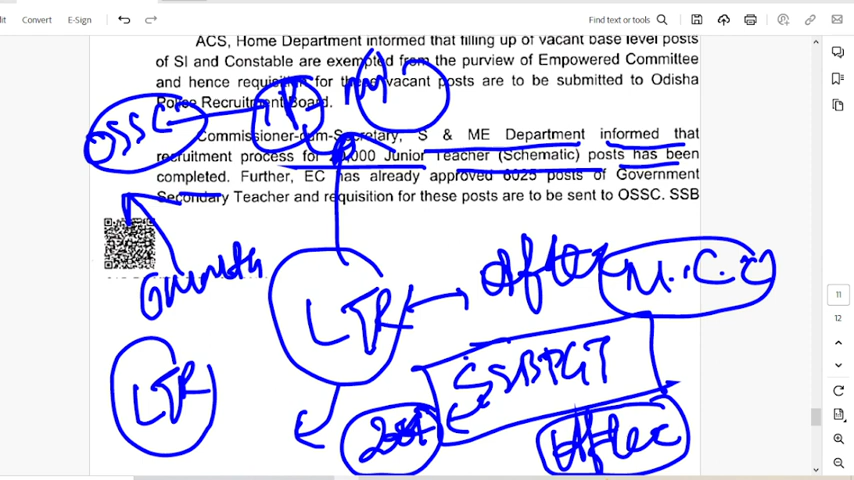 dit Convert E-Sign Find text or tools
ACS, Home Department informed that filling up of vacant base level posts
of SI and Constable are exempted from the purview of Empowered Committee
and hence requisition for these vacant posts are to be submitted to Odisha
Police Recruitment Board.
OSSC
Commissioner-cum-Secretary, S & ME Department informed that
recruitment process for 20,000 Junior Teacher (Schematic) posts has been
completed. Further, EC has already approved 6025 posts of Government
Secondary Teacher and requisition for these posts are to be sent to OSSC. SSB
After M.C.C
LTR
SSB PGT
LTR
After
11
12